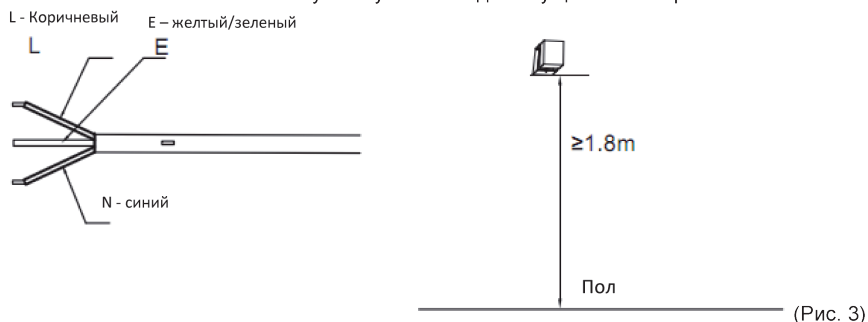 L - Коричневый
E – желтый/зеленый
L
E
≥1.8m
N - синий
Пол
(Рис. 3)